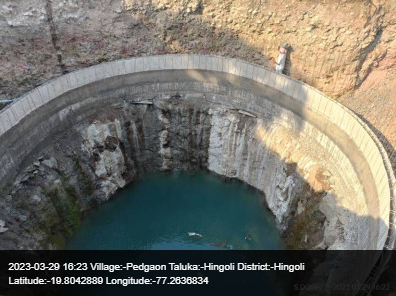 2023-03-29 16:23 Village:-Pedgaon Taluka:-Hingoli District:-Hingoli
Latitude:-19.8042889 Longitude:-77.2636834